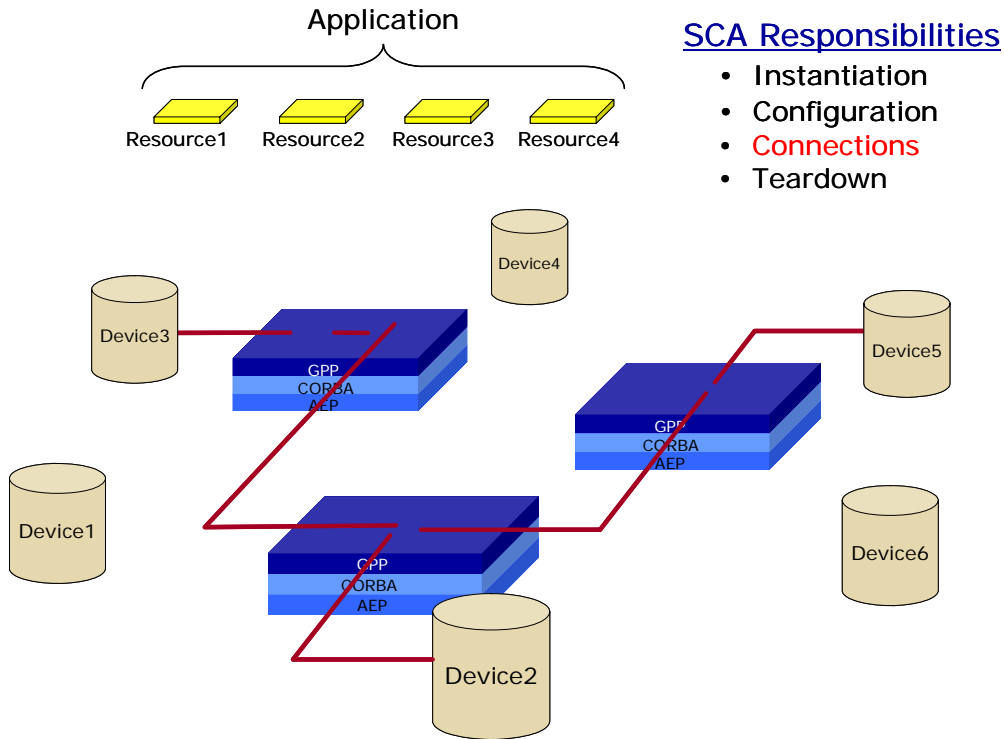 Application
SCA Responsibilities
• Instantiation
• Configuration
• Connections
• Teardown
Resource1
Resource2
Resource3
Resource4
Device4
Device3
GPP
CORBA
AEP
Device5
GPP
CORBA
AEP
Device1
GPP
CORBA
AEP
Device6
Device2